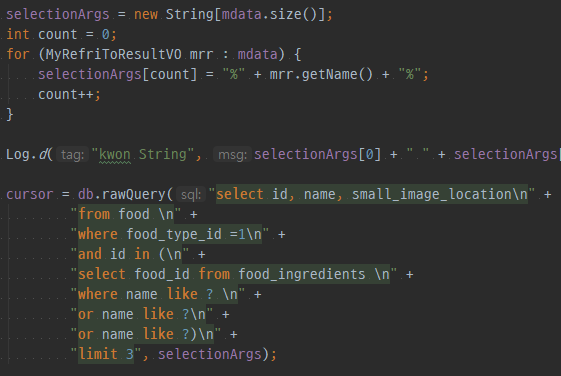 selectionArgs = new String[mdata.size()];
int count = 0;
for (MyRefriToResultVO mrr : mdata) {
selectionArgs[count] = "%" + mrr.getName() + "%";
count++;
}
Log.d( tag: "kwon String", msg: selectionArgs[0] + " " + selectionArgs[
cursor = db.rawQuery( sql: "select id, name, small_image_location\n" +
"from food \n" +
"where food_type_id =1\n" +
"and id in (\n" +
"select food_id from food_ingredients \n" +
"where name like ? \n" +
"or name like ?\n" +
"or name like ?)\n" +
"limit 3", selectionArgs);